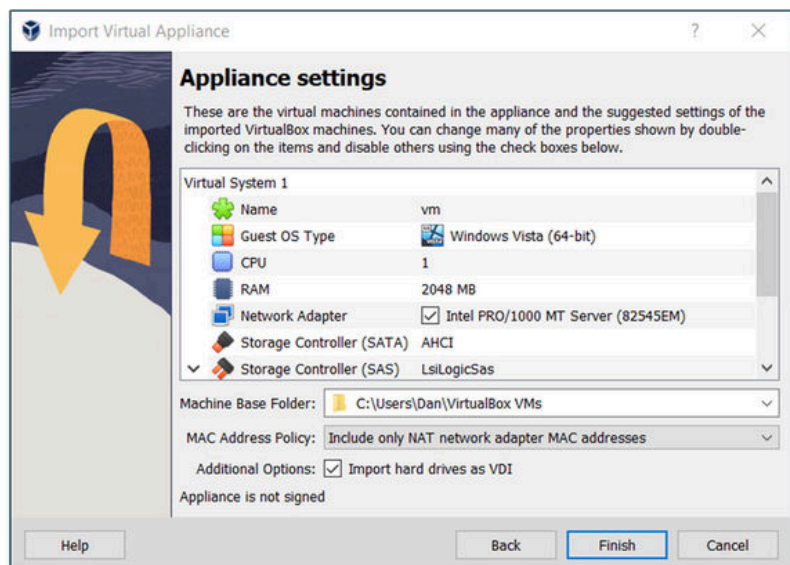 Import Virtual Appliance
Appliance settings
These are the virtual machines contained in the appliance and the suggested settings of the
imported VirtualBox machines. You can change many of the properties shown by double-
clicking on the items and disable others using the check boxes below.
Virtual System 1
Name vm
Guest OS Type Windows Vista (64-bit)
CPU 1
RAM 2048 MB
Network Adapter Intel PRO/1000 MT Server (82545EM)
Storage Controller (SATA) AHCI
Storage Controller (SAS) LsiLogicSas
Machine Base Folder: C:\Users\Dan\VirtualBox VMs
MAC Address Policy: Include only NAT network adapter MAC addresses
Additional Options: Import hard drives as VDI
Appliance is not signed
Help Back Finish Cancel